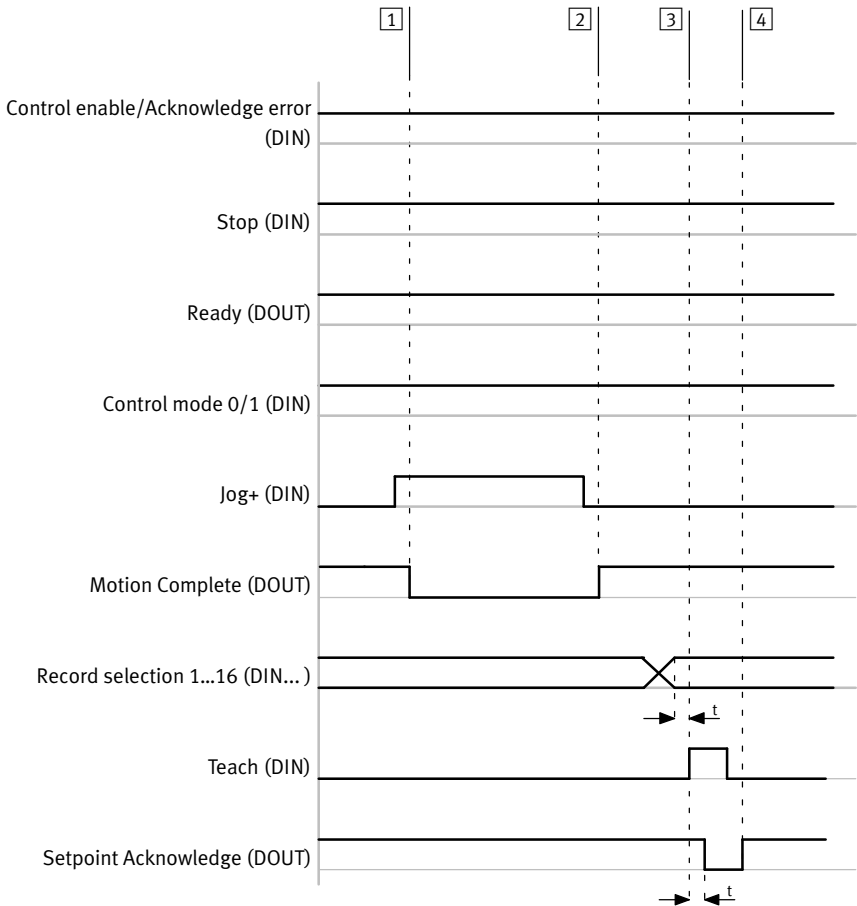 1 2 3 4
Control enable/Acknowledge error
(DIN)
Stop (DIN)
Ready (DOUT)
Control mode 0/1 (DIN)
Jog+ (DIN)
Motion Complete (DOUT)
Record selection 1...16 (DIN... )
t
Teach (DIN)
Setpoint Acknowledge (DOUT)
t